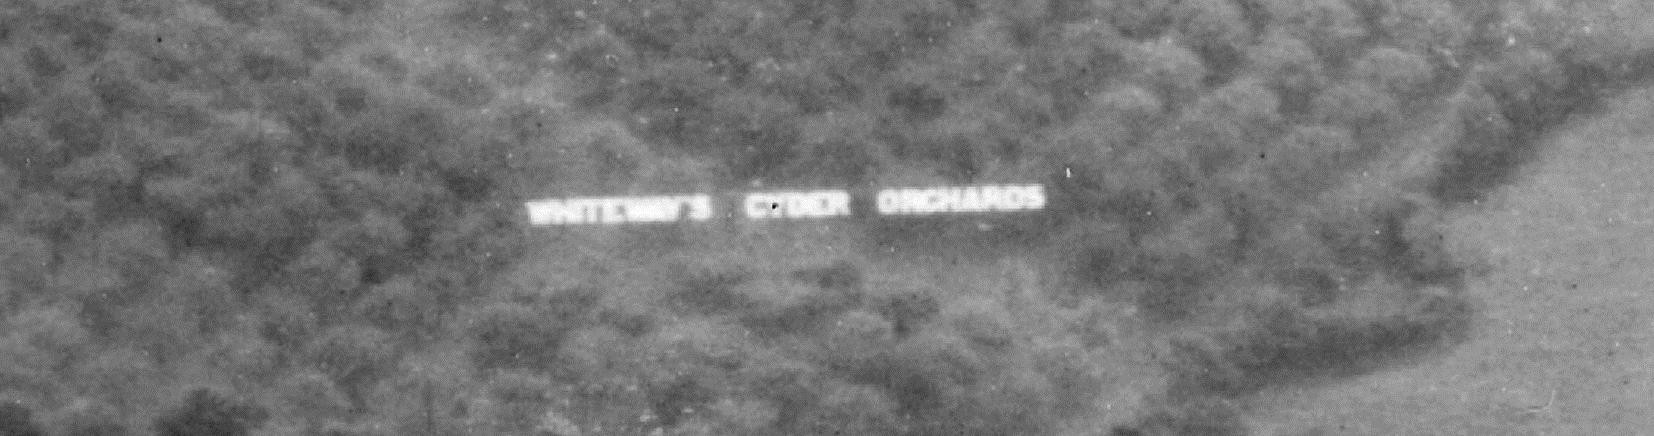 WHITEWAY'S CYDER ORCHARDS